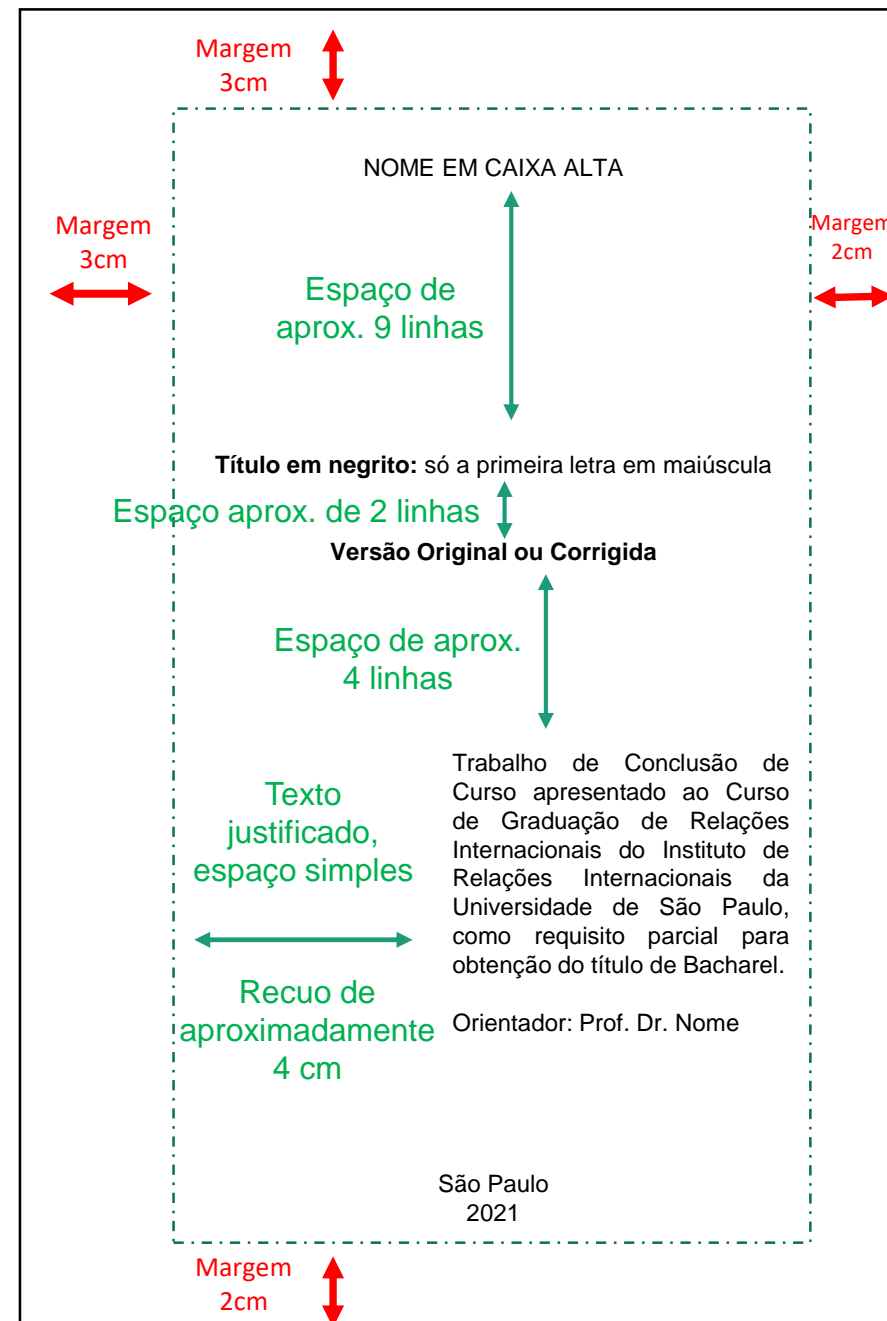 Margem
3cm
NOME EM CAIXA ALTA
Margem
3cm
Margem
2cm
Espaço de
aprox. 9 linhas
Título em negrito: só a primeira letra em maiúscula
Espaço aprox. de 2 linhas
Versão Original ou Corrigida
Espaço de aprox.
4 linhas
Texto
justificado,
espaço simples
Trabalho de Conclusão de
Curso apresentado ao Curso
de Graduação de Relações
Internacionais do Instituto de
Relações Internacionais da
Universidade de São Paulo,
como requisito parcial para
obtenção do título de Bacharel.
Recuo de
aproximadamente
4 cm
Orientador: Prof. Dr. Nome
São Paulo
2021
Margem
2cm